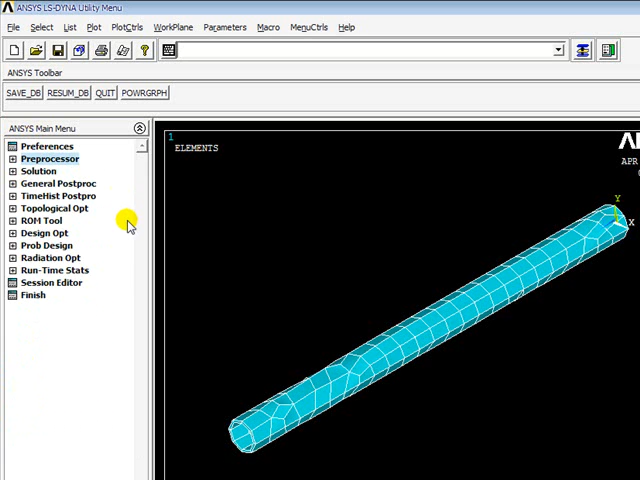 ANSYS LS-DYNA Utility Menu
File Select List Plot PlotCtrls WorkPlane Parameters Macro MenuCtrls Help
ANSYS Toolbar
SAVE_DB RESUM_DB QUIT POWRGRPH
ANSYS Main Menu
Preferences
Preprocessor
Solution
General Postproc
TimeHist Postpro
Topological Opt
ROM Tool
Design Opt
Prob Design
Radiation Opt
Run-Time Stats
Session Editor
Finish
1
ELEMENTS
APR
Y
X